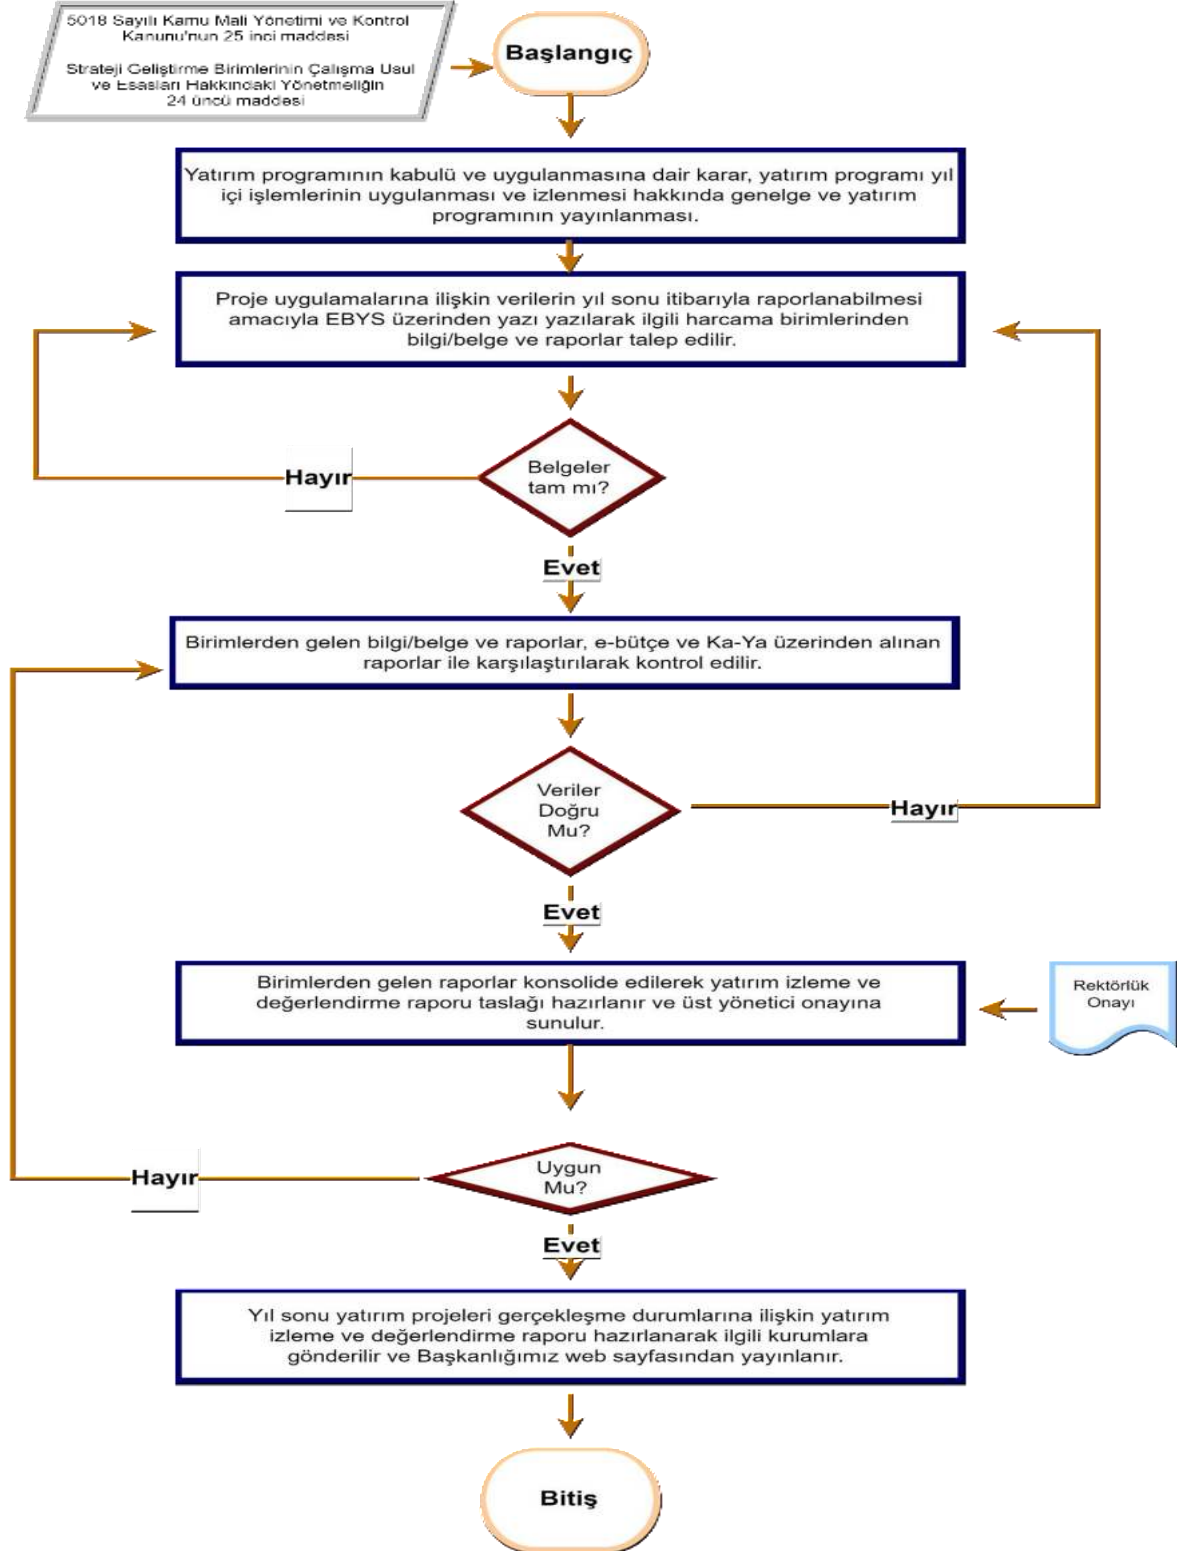 5018 Sayılı Kamu Mali Yönetimi ve Kontrol
Kanunu'nun 25 inci maddesi
Strateji Geliştirme Birimlerinin Çalışma Usul
ve Esasları Hakkındaki Yönetmeliğin
24 üncü maddesi
Başlangıç
Yatırım programının kabulü ve uygulanmasına dair karar, yatırım programı yıl
içi işlemlerinin uygulanması ve izlenmesi hakkında genelge ve yatırım
programının yayınlanması.
Proje uygulamalarına ilişkin verilerin yıl sonu itibarıyla raporlanabilmesi
amacıyla EBYS üzerinden yazı yazılarak ilgili harcama birimlerinden
bilgi/belge ve raporlar talep edilir.
Belgeler
tam mı?
Hayır
Evet
Birimlerden gelen bilgi/belge ve raporlar, e-bütçe ve Ka-Ya üzerinden alınan
raporlar ile karşılaştırılarak kontrol edilir.
Veriler
Doğru
Mu?
Hayır
Evet
Birimlerden gelen raporlar konsolide edilerek yatırım izleme ve
değerlendirme raporu taslağı hazırlanır ve üst yönetici onayına
sunulur.
Rektörlük
Onayı
Uygun
Mu?
Hayır
Evet
Yıl sonu yatırım projeleri gerçekleşme durumlarına ilişkin yatırım
izleme ve değerlendirme raporu hazırlanarak ilgili kurumlara
gönderilir ve Başkanlığımız web sayfasından yayınlanır.
Bitiş